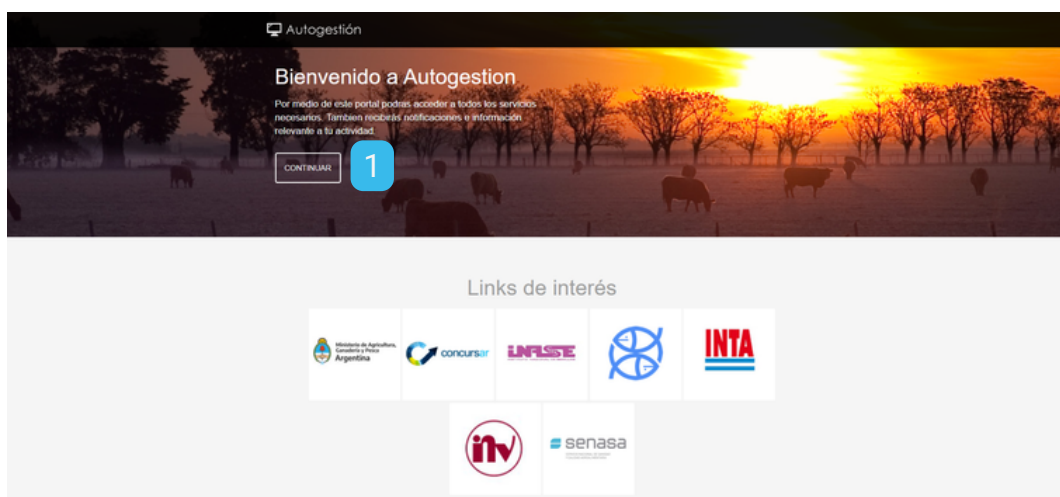 Autogestión
Bienvenido a Autogestion
Por medio de este portal podras acceder a todos los servicios
necesarios. Tambien recibirás notificaciones e información
relevante a tu actividad.
CONTINUAR
1
Links de interés
Ministerio de Agricultura,
Ganadería y Pesca
Argentina
concursar
INASE
INTA
inv
senasa